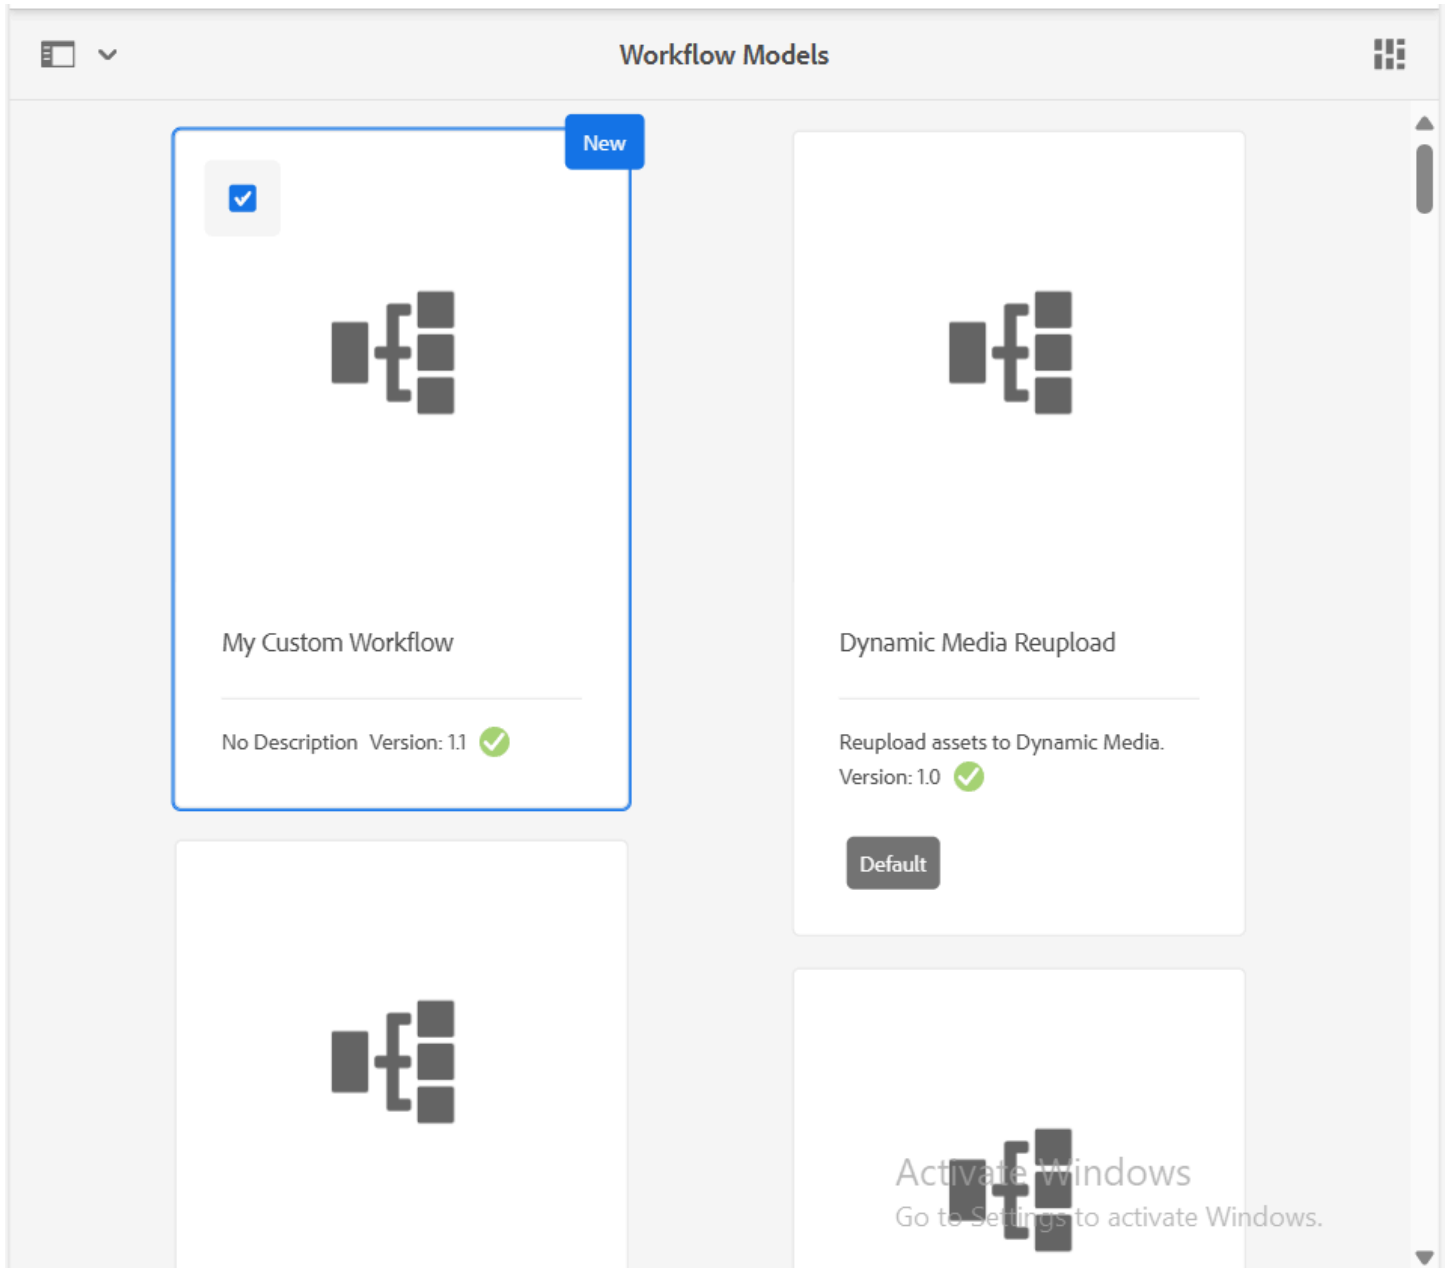 Workflow Models
New
My Custom Workflow
No Description Version: 1.1
Dynamic Media Reupload
Reupload assets to Dynamic Media.
Version: 1.0
Default
Activate Windows
Go to Settings to activate Windows.